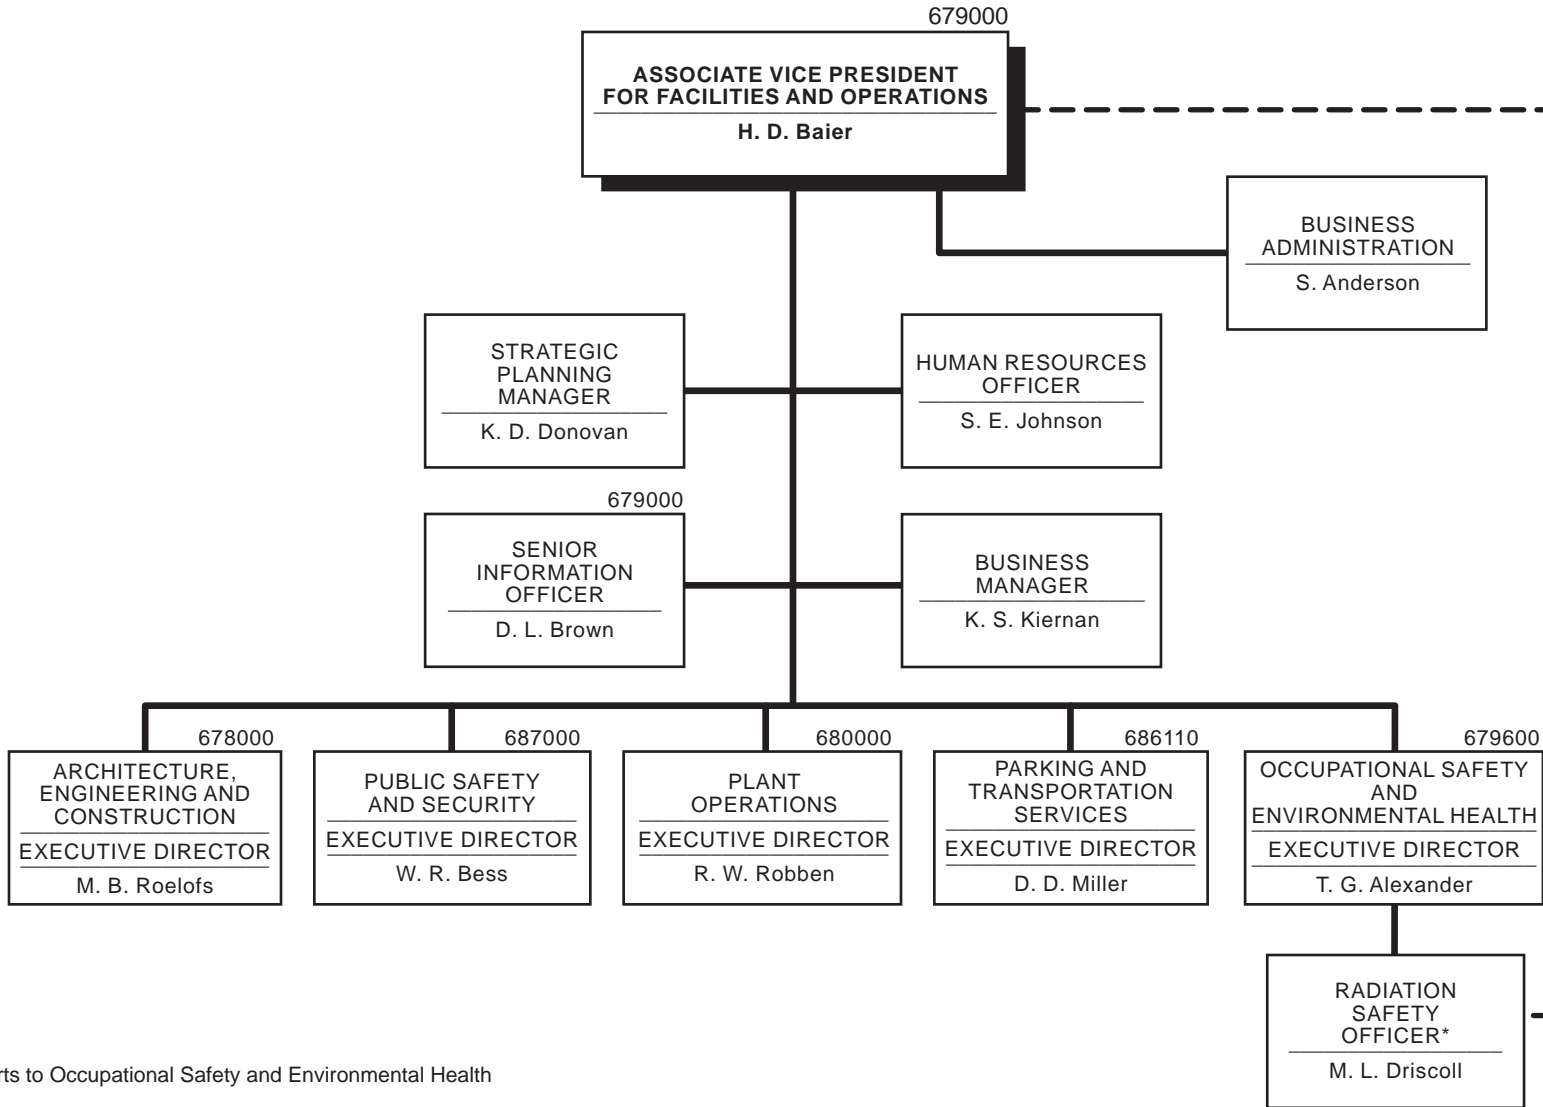 679000
ASSOCIATE VICE PRESIDENT
FOR FACILITIES AND OPERATIONS
H. D. Baier
BUSINESS
ADMINISTRATION
S. Anderson
STRATEGIC
PLANNING
MANAGER
K. D. Donovan
HUMAN RESOURCES
OFFICER
S. E. Johnson
679000
SENIOR
INFORMATION
OFFICER
D. L. Brown
BUSINESS
MANAGER
K. S. Kiernan
678000
ARCHITECTURE,
ENGINEERING AND
CONSTRUCTION
EXECUTIVE DIRECTOR
M. B. Roelofs
687000
PUBLIC SAFETY
AND SECURITY
EXECUTIVE DIRECTOR
W. R. Bess
680000
PLANT
OPERATIONS
EXECUTIVE DIRECTOR
R. W. Robben
686110
PARKING AND
TRANSPORTATION
SERVICES
EXECUTIVE DIRECTOR
D. D. Miller
679600
OCCUPATIONAL SAFETY
AND
ENVIRONMENTAL HEALTH
EXECUTIVE DIRECTOR
T. G. Alexander
RADIATION
SAFETY
OFFICER*
M. L. Driscoll
rts to Occupational Safety and Environmental Health